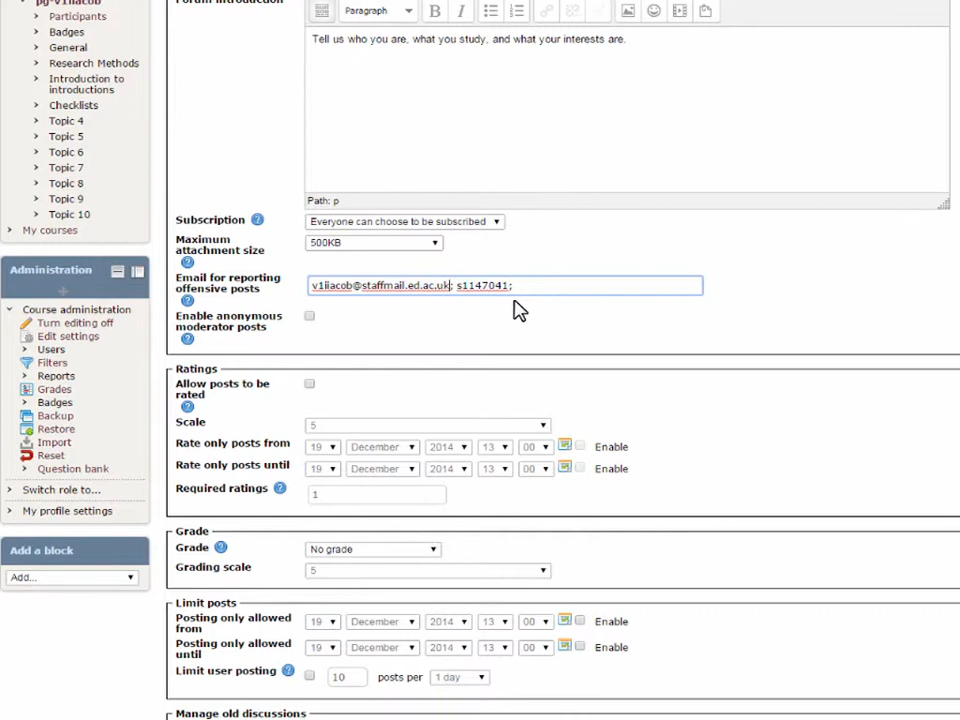 pg-v1iiacob
Participants
Badges
General
Research Methods
Introduction to
introductions
Checklists
Topic 4
Topic 5
Topic 6
Topic 7
Topic 8
Topic 9
Topic 10
My courses
Administration
Course administration
Turn editing off
Edit settings
Users
Filters
Reports
Grades
Badges
Backup
Restore
Import
Reset
Question bank
Switch role to...
My profile settings
Add a block
Add...
Forum introduction
Paragraph B I
Tell us who you are, what you study, and what your interests are.
Path: p
Subscription ? Everyone can choose to be subscribed
Maximum
attachment size
?
500KB
Email for reporting
offensive posts
?
v1iiacob@staffmail.ed.ac.uk; s1147041;
Enable anonymous
moderator posts
?
Ratings
Allow posts to be
rated
?
Scale 5
Rate only posts from 19 December 2014 13 00 Enable
Rate only posts until 19 December 2014 13 00 Enable
Required ratings ? 1
Grade
Grade ? No grade
Grading scale 5
Limit posts
Posting only allowed
from
19 December 2014 13 00 Enable
Posting only allowed
until
19 December 2014 13 00 Enable
Limit user posting ? 10 posts per 1 day
Manage old discussions